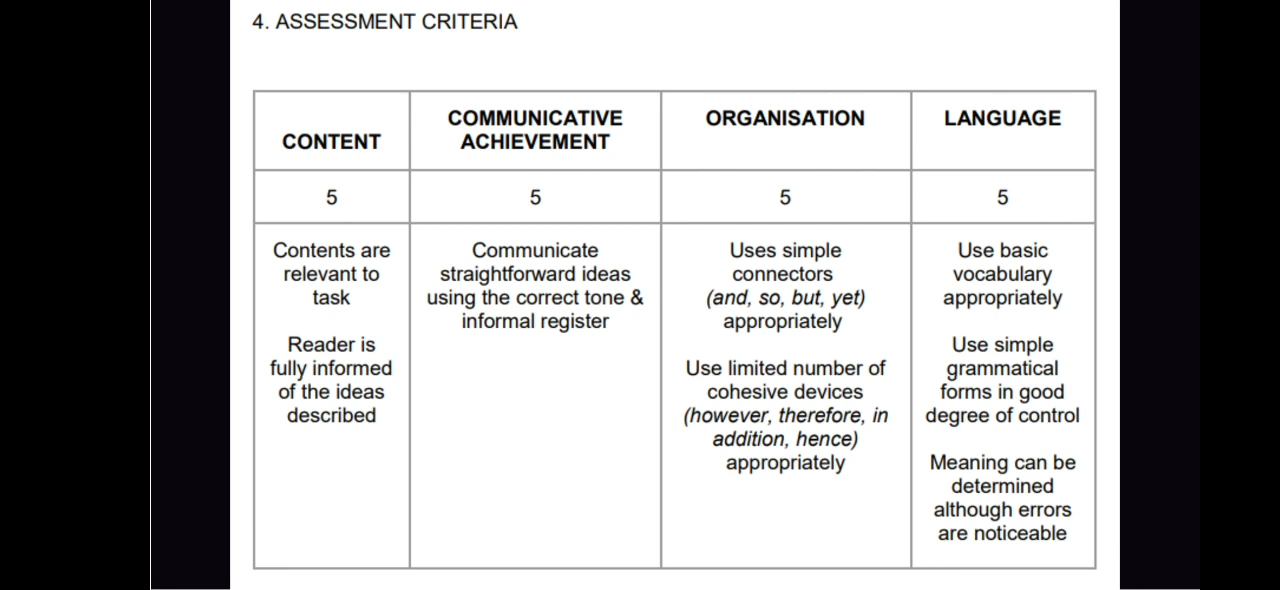 4. ASSESSMENT CRITERIA
CONTENT
COMMUNICATIVE
ACHIEVEMENT
ORGANISATION
LANGUAGE
5
5
5
5
Contents are
relevant to
task
Reader is
fully informed
of the ideas
described
Communicate
straightforward ideas
using the correct tone &
informal register
Uses simple
connectors
(and, so, but, yet)
appropriately
Use limited number of
cohesive devices
(however, therefore, in
addition, hence)
appropriately
Use basic
vocabulary
appropriately
Use simple
grammatical
forms in good
degree of control
Meaning can be
determined
although errors
are noticeable